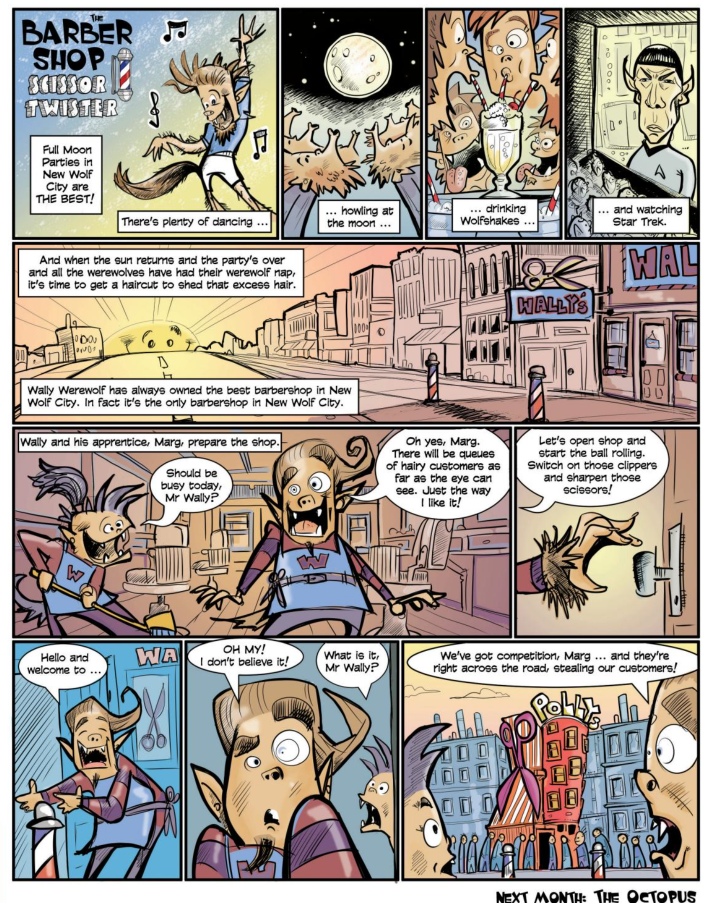 THE
BARBER
SHOP
SCISSOR
TWISTER
Full Moon
Parties in
New Wolf
City are
THE BEST!
There's plenty of dancing ...
... howling at
the moon ...
... drinking
Wolfshakes ...
... and watching
Star Trek.
And when the sun returns and the party's over
and all the werewolves have had their werewolf nap,
it's time to get a haircut to shed that excess hair.
WALLY'S
WAL
Wally Werewolf has always owned the best barbershop in New
Wolf City. In fact it's the only barbershop in New Wolf City.
Wally and his apprentice, Marg, prepare the shop.
Should be
busy today,
Mr Wally?
Oh yes, Marg.
There will be queues
of hairy customers as
far as the eye can
see. Just the way
I like it!
W
W
Let's open shop and
start the ball rolling.
Switch on those clippers
and sharpen those
scissors!
Hello and
welcome to ...
WA
OH MY!
I don't believe it!
What is it,
Mr Wally?
W
We've got competition, Marg ... and they're
right across the road, stealing our customers!
POLLY'S
NEXT MONTH: THE OCTOPUS